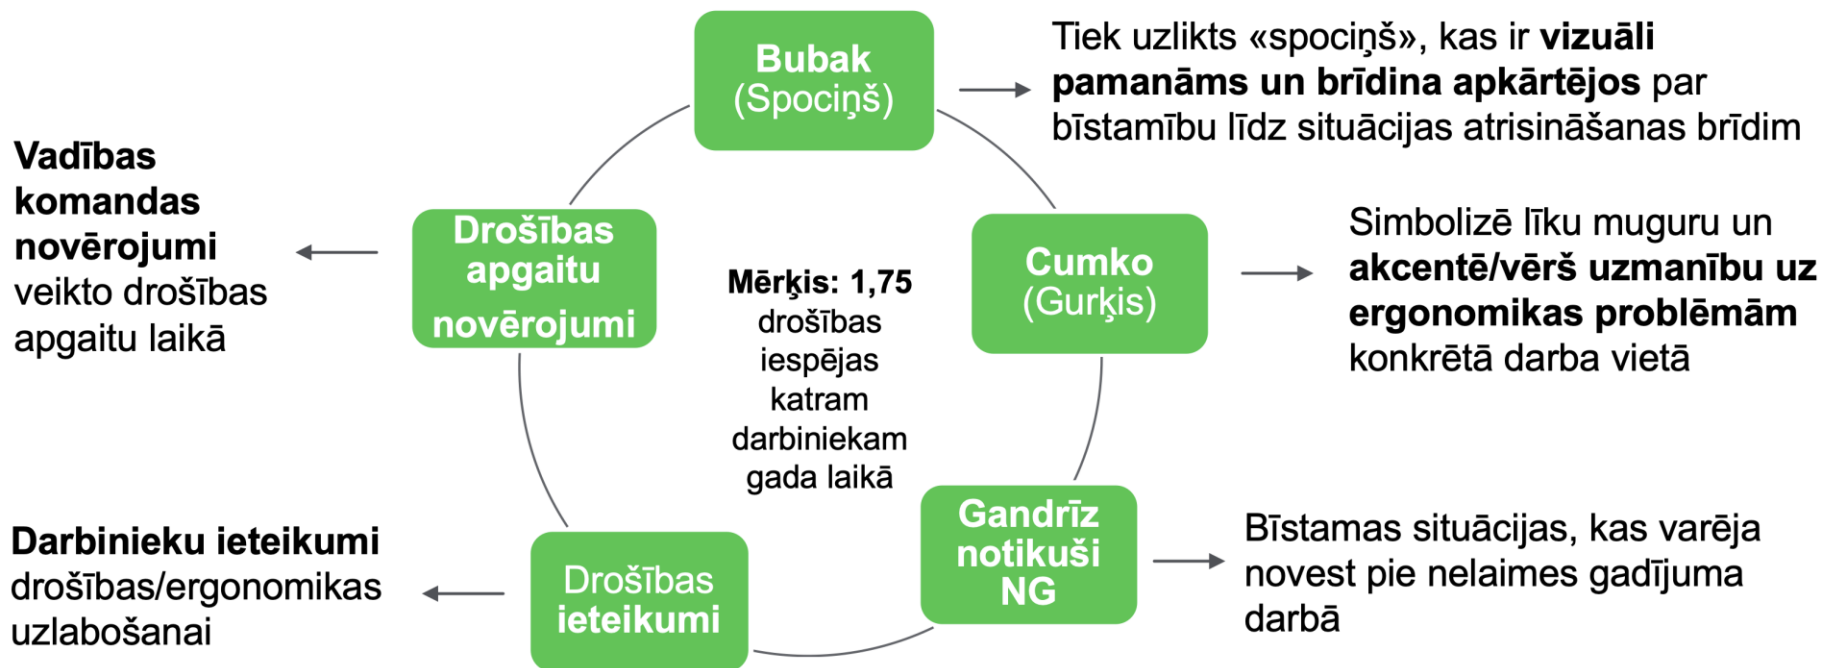 Bubak
(Spociņš)
Tiek uzlikts «spociņš», kas ir vizuāli
pamanāms un brīdina apkārtējos par
bīstamību līdz situācijas atrisināšanas brīdim
Cumko
(Gurķis)
Simbolizē līku muguru un
akcentē/vērš uzmanību uz
ergonomikas problēmām
konkrētā darba vietā
Gandrīz
notikuši
NG
Bīstamas situācijas, kas varēja
novest pie nelaimes gadījuma
darbā
Drošības
ieteikumi
Darbinieku ieteikumi
drošības/ergonomikas
uzlabošanai
Drošības
apgaitu
novērojumi
Vadības
komandas
novērojumi
veikto drošības
apgaitu laikā
Mērķis: 1,75
drošības
iespējas
katram
darbiniekam
gada laikā